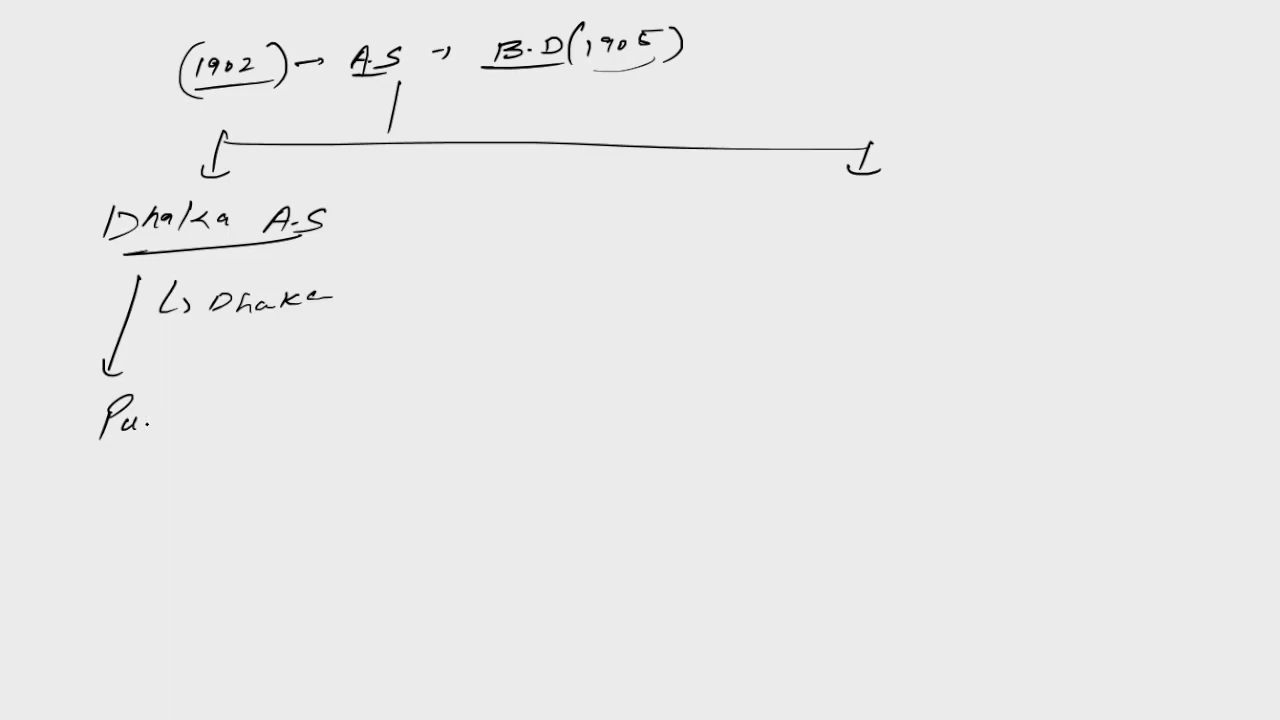 (1902) → A.S → B.D (1905)
Dhaka A.S
↳ Dhaka
Pu.